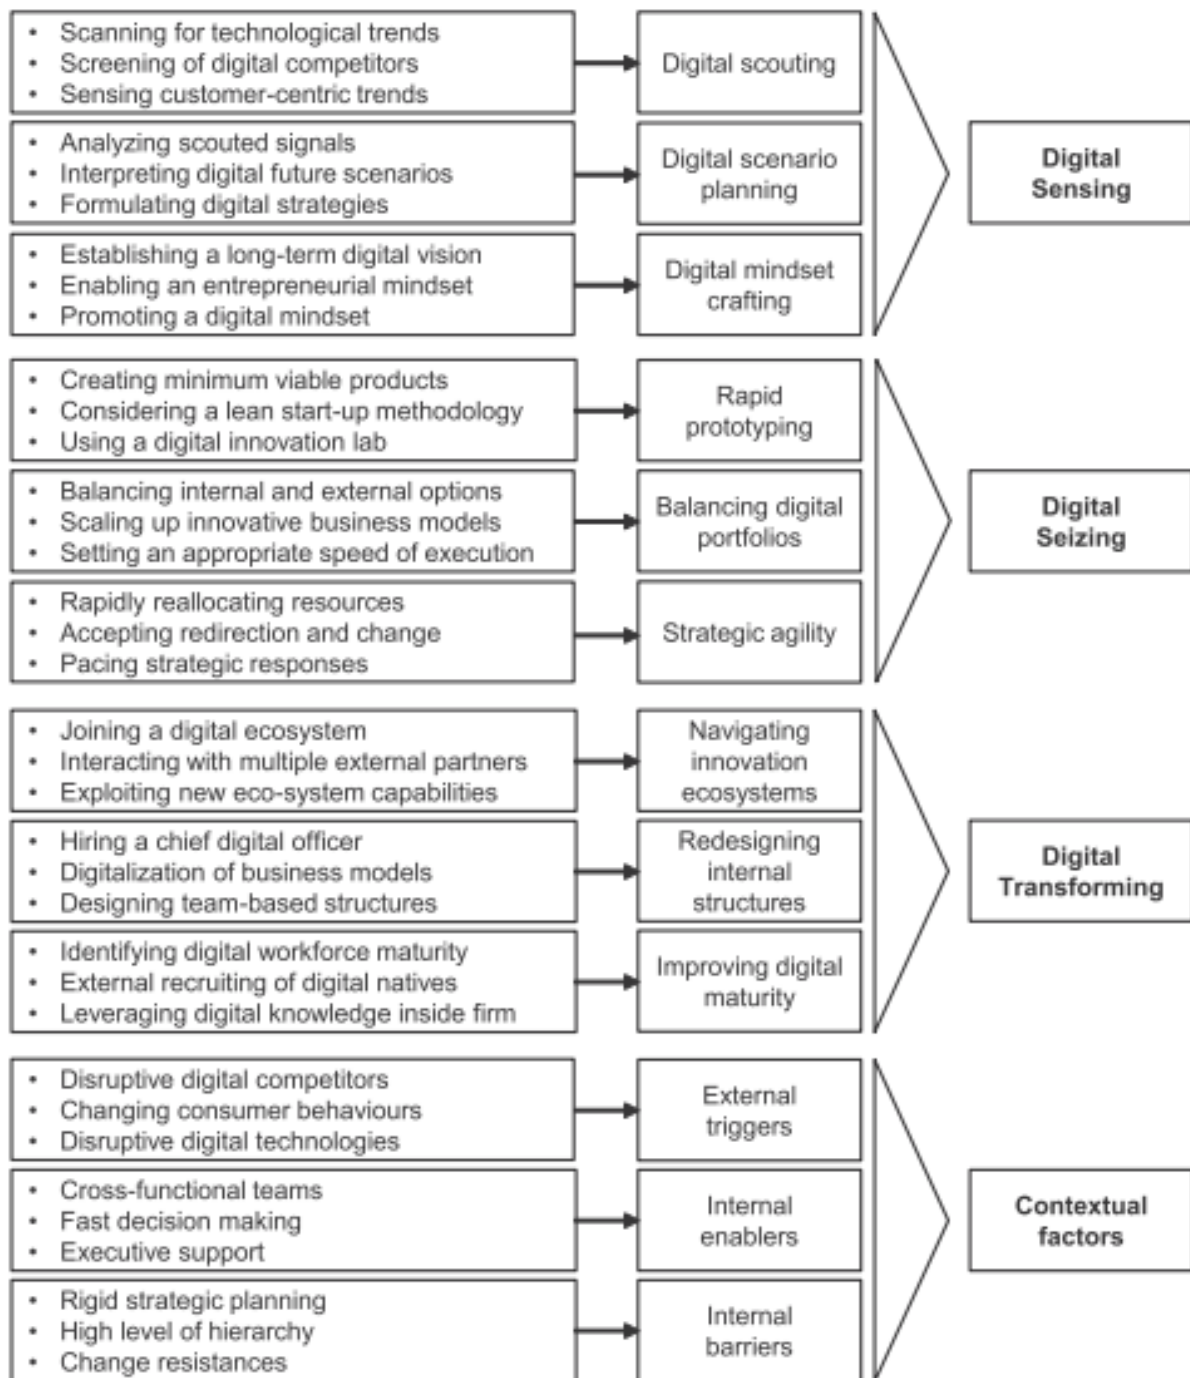 • Scanning for technological trends
• Screening of digital competitors
• Sensing customer-centric trends
Digital scouting
• Analyzing scouted signals
• Interpreting digital future scenarios
• Formulating digital strategies
Digital scenario
planning
• Establishing a long-term digital vision
• Enabling an entrepreneurial mindset
• Promoting a digital mindset
Digital mindset
crafting
Digital
Sensing
• Creating minimum viable products
• Considering a lean start-up methodology
• Using a digital innovation lab
Rapid
prototyping
• Balancing internal and external options
• Scaling up innovative business models
• Setting an appropriate speed of execution
Balancing digital
portfolios
• Rapidly reallocating resources
• Accepting redirection and change
• Pacing strategic responses
Strategic agility
Digital
Seizing
• Joining a digital ecosystem
• Interacting with multiple external partners
• Exploiting new eco-system capabilities
Navigating
innovation
ecosystems
• Hiring a chief digital officer
• Digitalization of business models
• Designing team-based structures
Redesigning
internal
structures
• Identifying digital workforce maturity
• External recruiting of digital natives
• Leveraging digital knowledge inside firm
Improving digital
maturity
Digital
Transforming
• Disruptive digital competitors
• Changing consumer behaviours
• Disruptive digital technologies
External
triggers
• Cross-functional teams
• Fast decision making
• Executive support
Internal
enablers
• Rigid strategic planning
• High level of hierarchy
• Change resistances
Internal
barriers
Contextual
factors